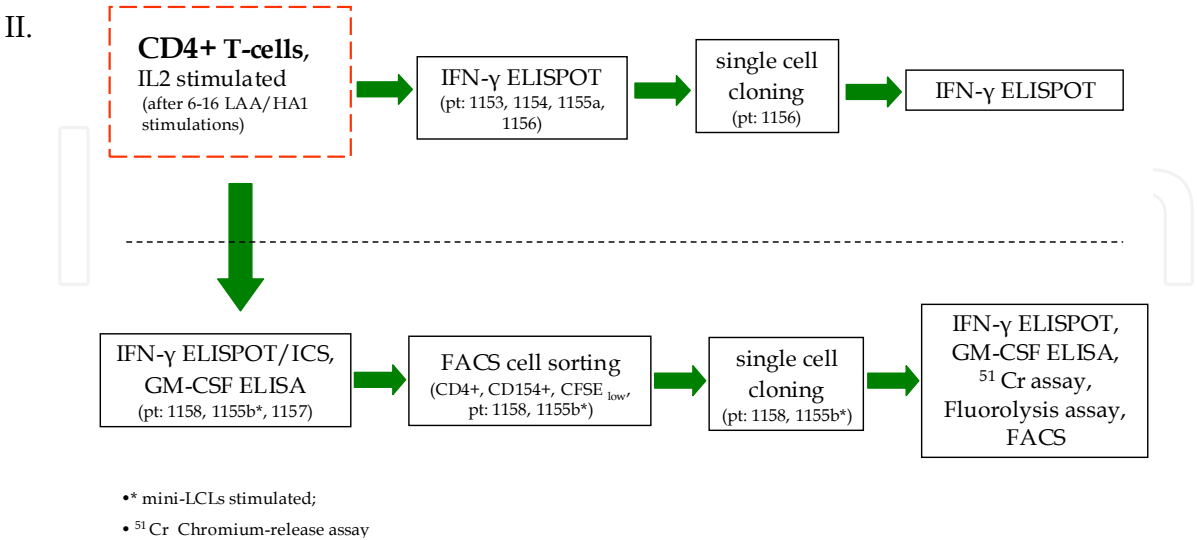 II.
CD4+ T-cells,
IL2 stimulated
(after 6-16 LAA/HA1
stimulations)
IFN-γ ELISPOT
(pt: 1153, 1154, 1155a,
1156)
single cell
cloning
(pt: 1156)
IFN-γ ELISPOT
IFN-γ ELISPOT/ICS,
GM-CSF ELISA
(pt: 1158, 1155b*, 1157)
FACS cell sorting
(CD4+, CD154+, CFSE low,
pt: 1158, 1155b*)
single cell
cloning
(pt: 1158, 1155b*)
IFN-γ ELISPOT,
GM-CSF ELISA,
⁵¹ Cr assay,
Fluorolysis assay,
FACS
•* mini-LCLs stimulated;
• ⁵¹ Cr Chromium-release assay